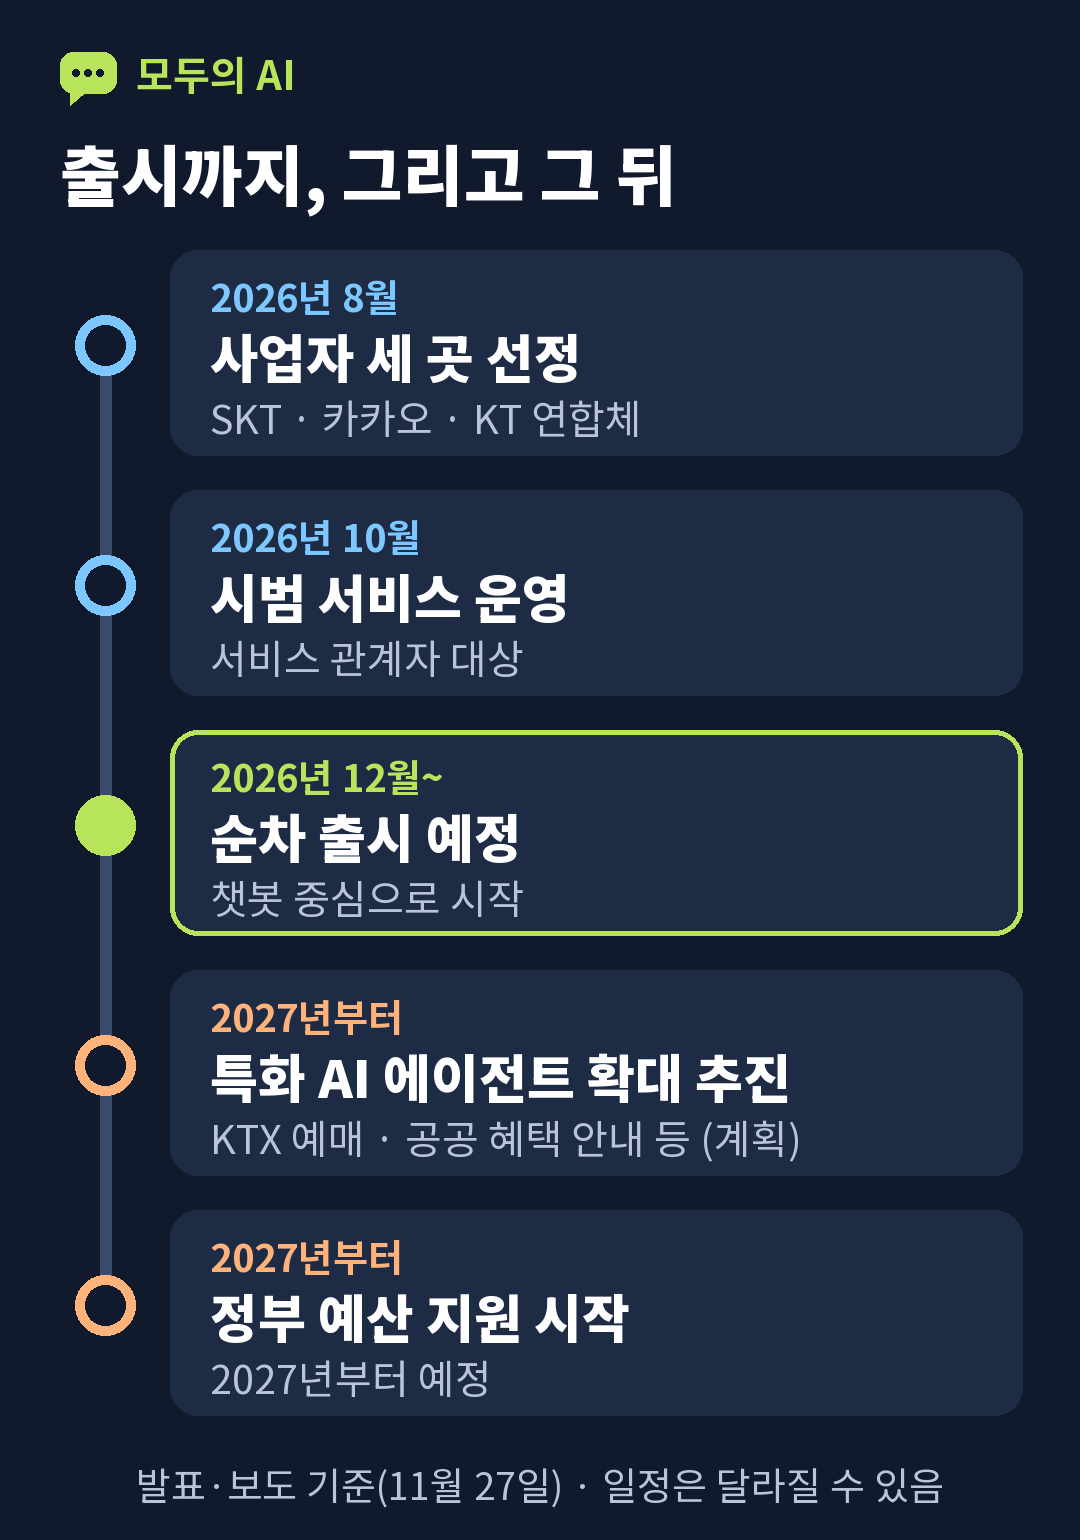 모두의 AI
출시까지, 그리고 그 뒤
2026년 8월
사업자 세 곳 선정
SKT · 카카오 · KT 연합체
2026년 10월
시범 서비스 운영
서비스 관계자 대상
2026년 12월~
순차 출시 예정
챗봇 중심으로 시작
2027년부터
특화 AI 에이전트 확대 추진
KTX 예매 · 공공 혜택 안내 등 (계획)
2027년부터
정부 예산 지원 시작
2027년부터 예정
발표·보도 기준(11월 27일) · 일정은 달라질 수 있음